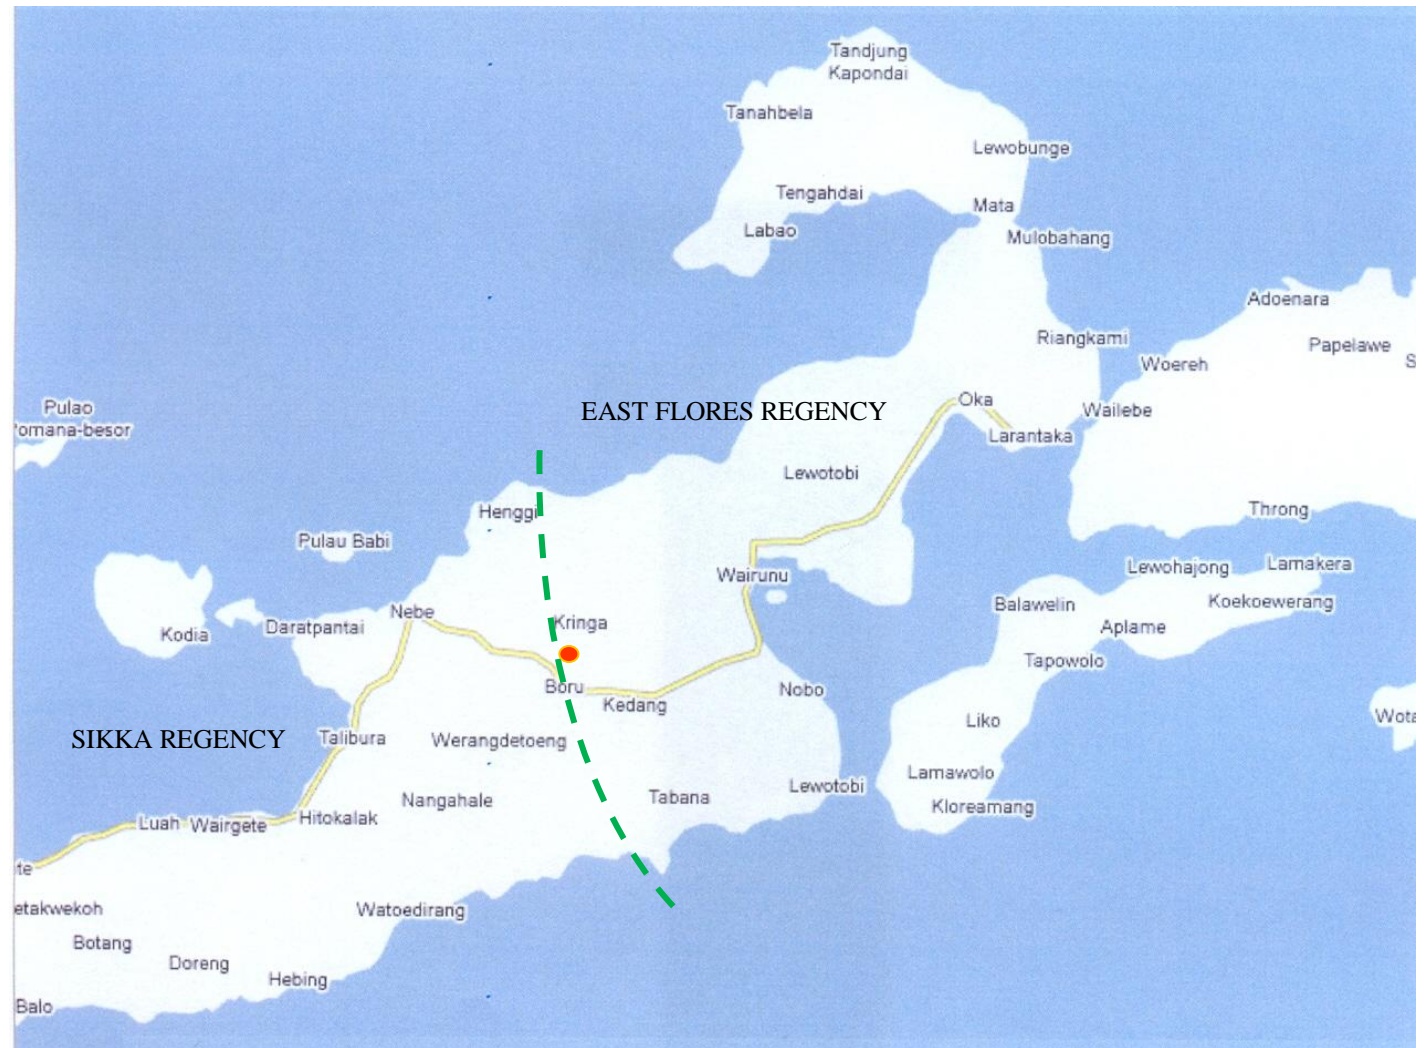 Tandjung
Kapondai
Tanahbela
Lewobunge
Tengahdai
Mata
Labao
Mulobahang
Adoenara
Riangkami
Papelawe
Woereh
S
Oka
Pulao
omana-besor
EAST FLORES REGENCY
Wailebe
Larantaka
Lewotobi
Henggi
Throng
Pulau Babi
Wairunu
Lewohajong
Lamakera
Nebe
Balawelin
Koekoewerang
Kringa
Daratpantai
Kodia
Aplame
Tapowolo
Boru
Nobo
Kedang
Liko
Wota
SIKKA REGENCY
Talibura
Werangdetoeng
Lamawolo
Lewotobi
Nangahale
Tabana
Kloreamang
Hitokalak
Luah
Wairgete
te
etakwekoh
Watoedirang
Botang
Doreng
Hebing
Balo